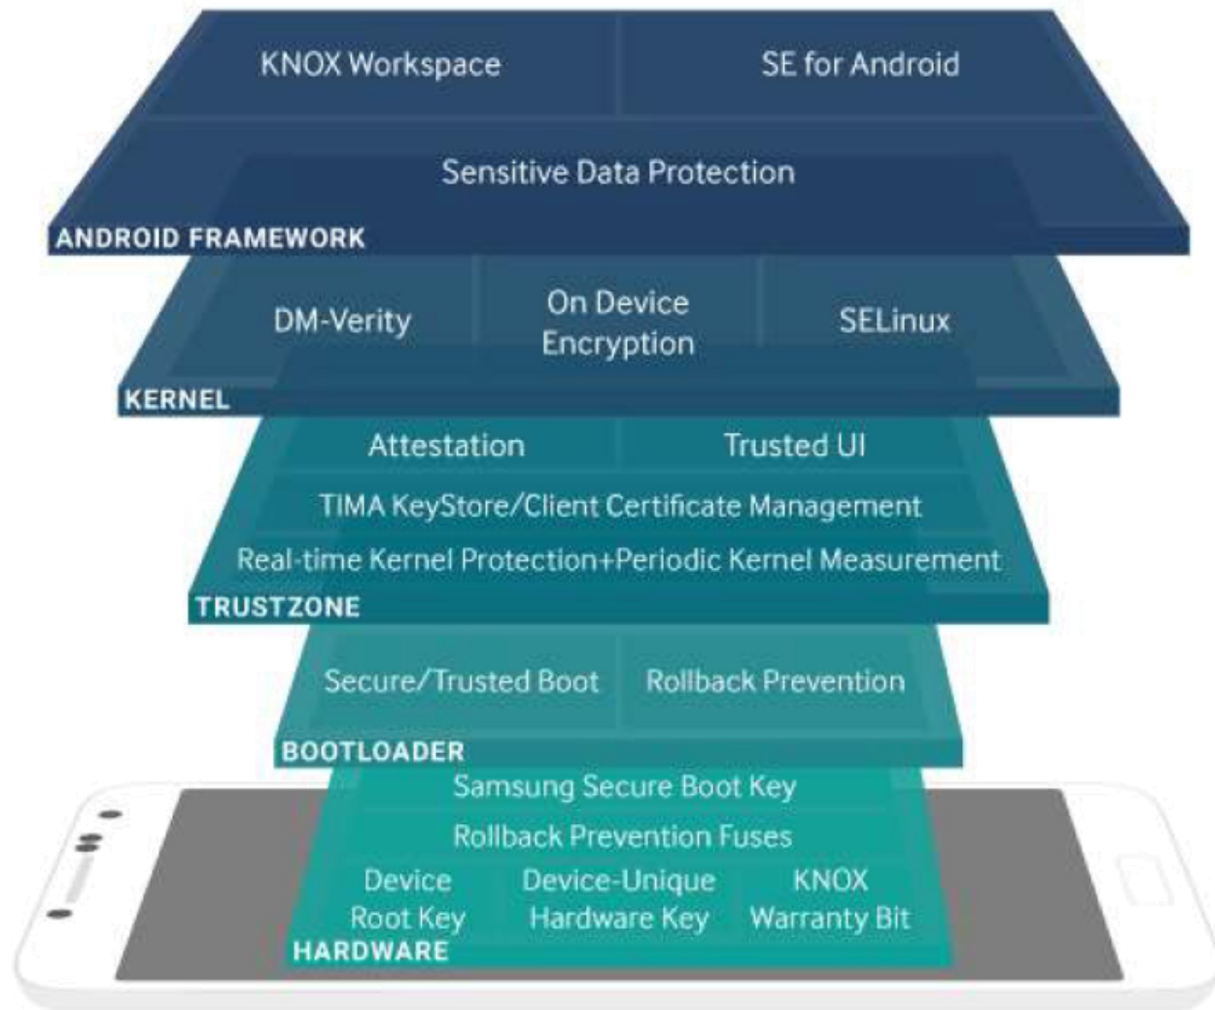 KNOX Workspace
SE for Android
Sensitive Data Protection
ANDROID FRAMEWORK
DM-Verity
On Device
Encryption
SELinux
KERNEL
Attestation
Trusted UI
TIMA KeyStore/Client Certificate Management
Real-time Kernel Protection+Periodic Kernel Measurement
TRUSTZONE
Secure/Trusted Boot
Rollback Prevention
BOOTLOADER
Samsung Secure Boot Key
Rollback Prevention Fuses
Device
Root Key
Device-Unique
Hardware Key
KNOX
Warranty Bit
HARDWARE